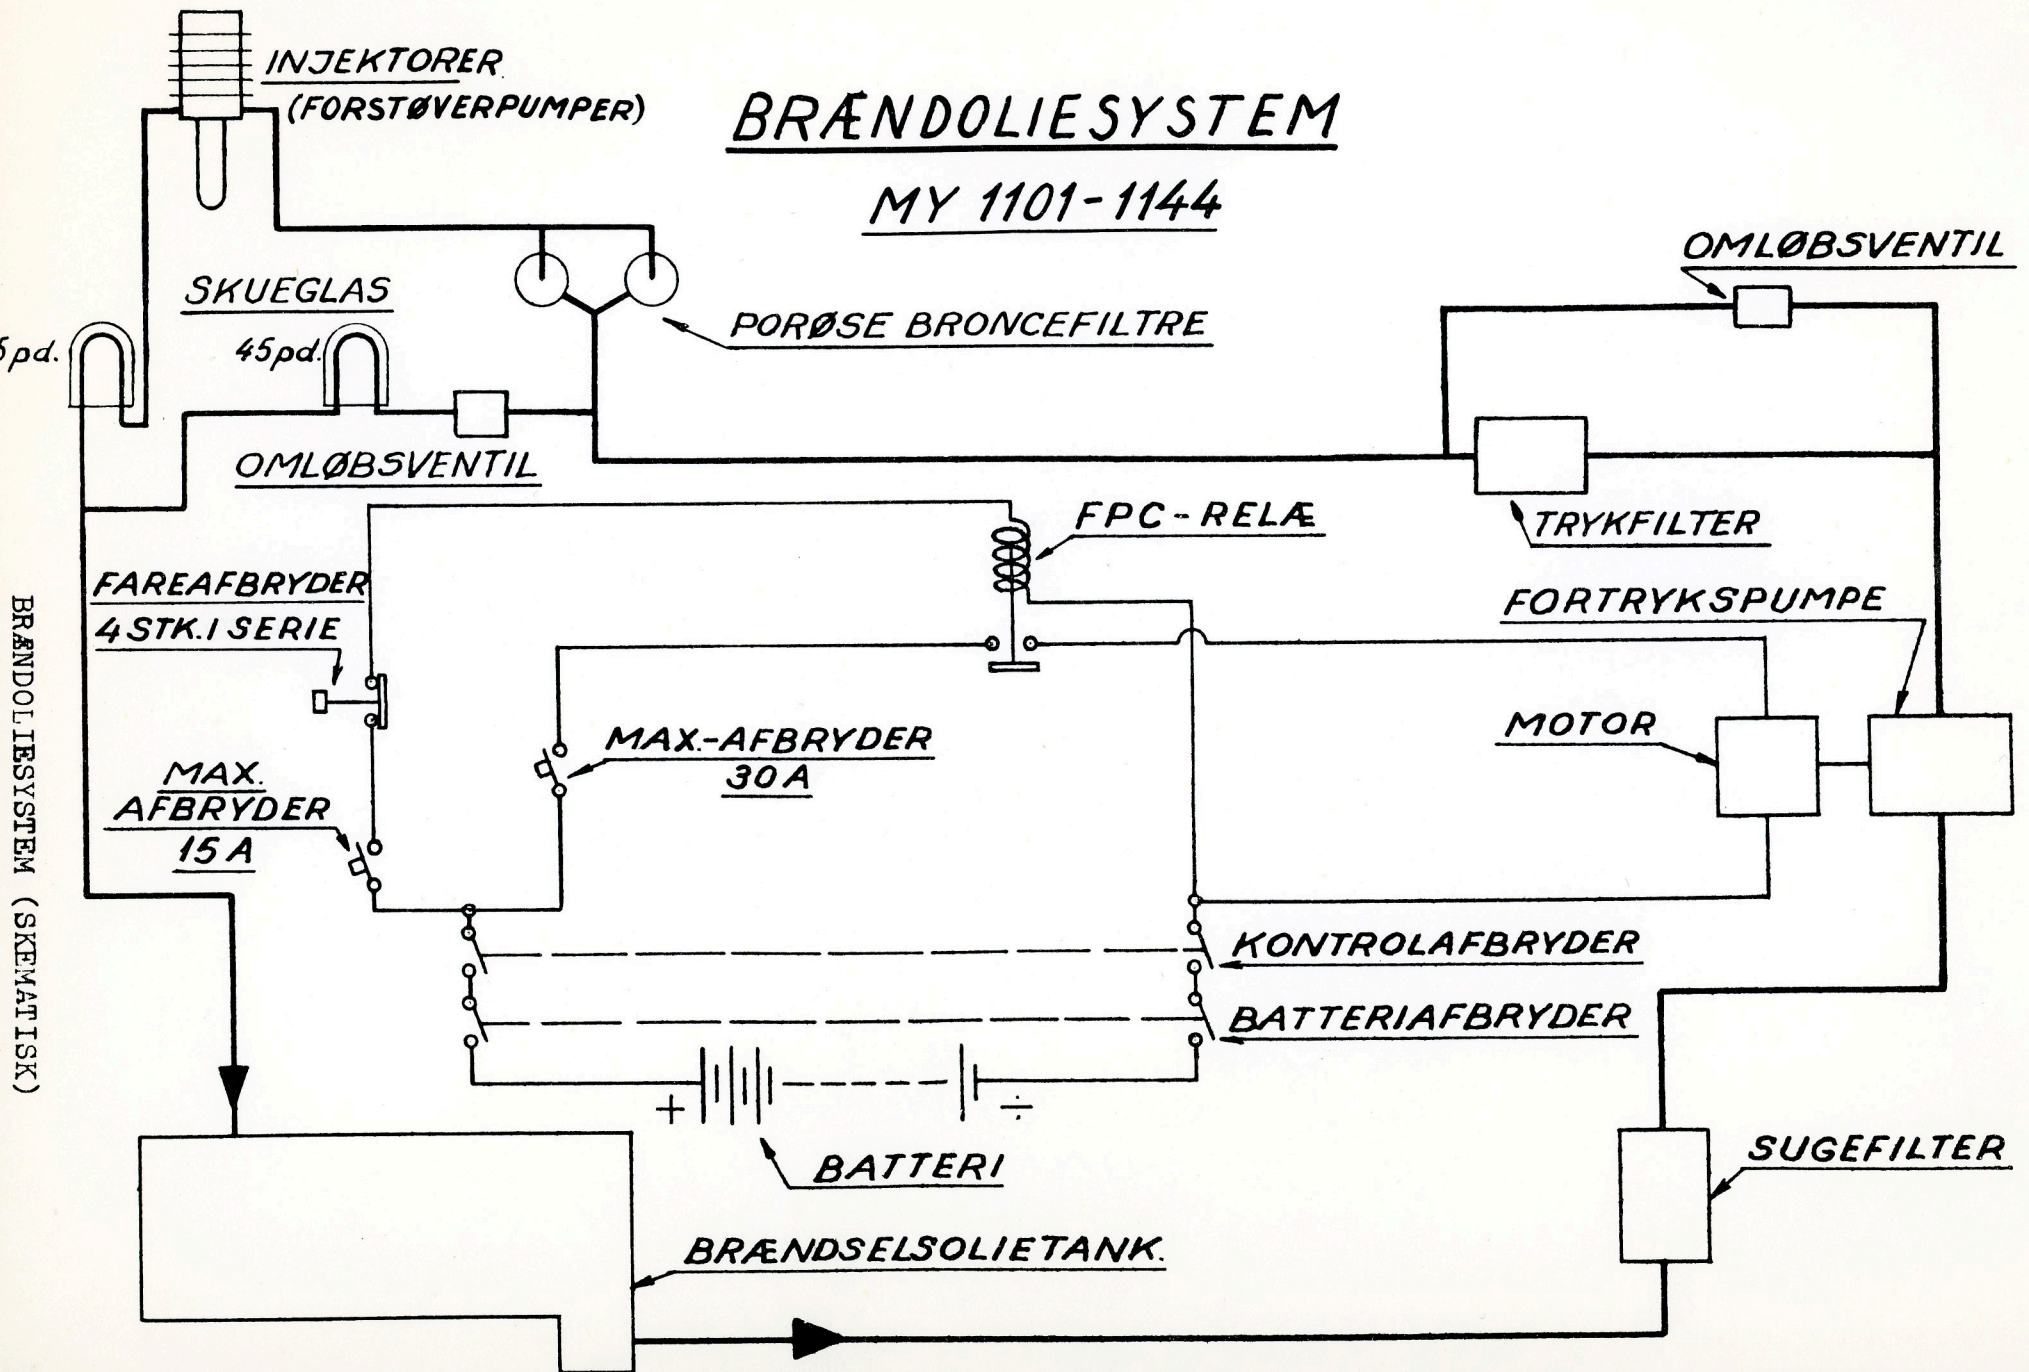 INJEKTORER
(FORSTØVERPUMPER)
BRÆNDOLIESYSTEM
MY 1101-1144
OMLØBSVENTIL
SKUEGLAS
PORØSE BRONCEFILTRE
pd.
45pd.
OMLØBSVENTIL
FPC-RELÆ
TRYKFILTER
FAREAFBRYDER
4 STK. I SERIE
FORTRYKSPUMPE
MOTOR
MAX.-AFBRYDER
30 A
MAX.
AFBRYDER
15 A
KONTROLAFBRYDER
BATTERIAFBRYDER
+
÷
BATTERI
SUGEFILTER
BRÆNDSELSOLIETANK.
BRÆNDOLIESYSTEM (SKEMATISK)